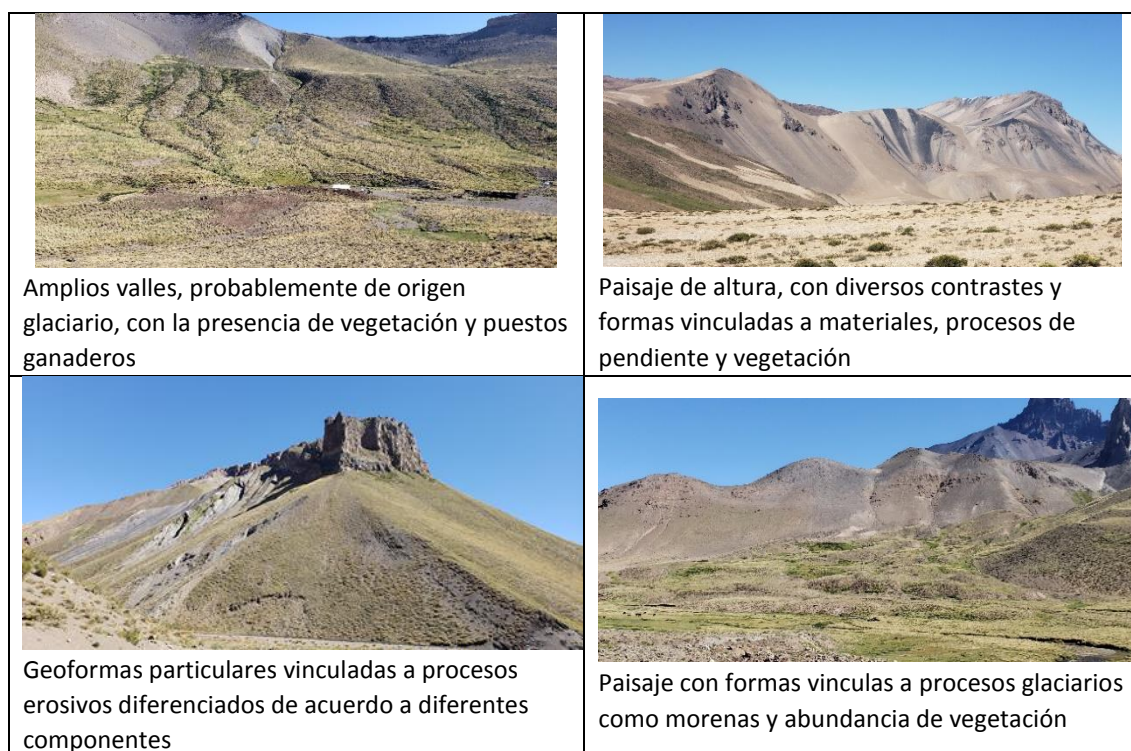 Amplios valles, probablemente de origen
glaciario, con la presencia de vegetación y puestos
ganaderos
Paisaje de altura, con diversos contrastes y
formas vinculadas a materiales, procesos de
pendiente y vegetación
Geoformas particulares vinculadas a procesos
erosivos diferenciados de acuerdo a diferentes
componentes
Paisaje con formas vinculas a procesos glaciarios
como morenas y abundancia de vegetación